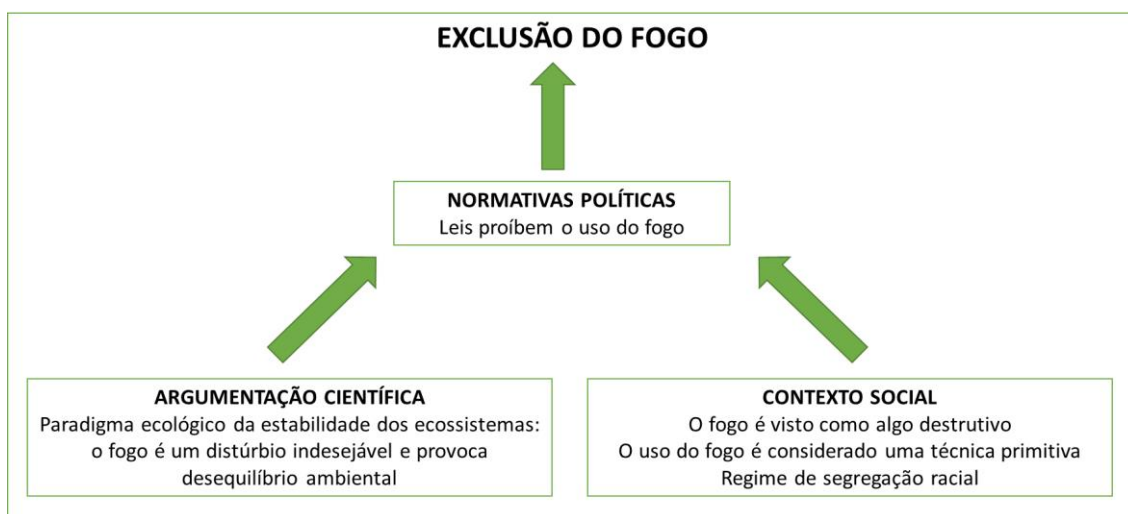 EXCLUSÃO DO FOGO
NORMATIVAS POLÍTICAS
Leis proíbem o uso do fogo
ARGUMENTAÇÃO CIENTÍFICA
Paradigma ecológico da estabilidade dos ecossistemas:
o fogo é um distúrbio indesejável e provoca
desequilíbrio ambiental
CONTEXTO SOCIAL
O fogo é visto como algo destrutivo
O uso do fogo é considerado uma técnica primitiva
Regime de segregação racial